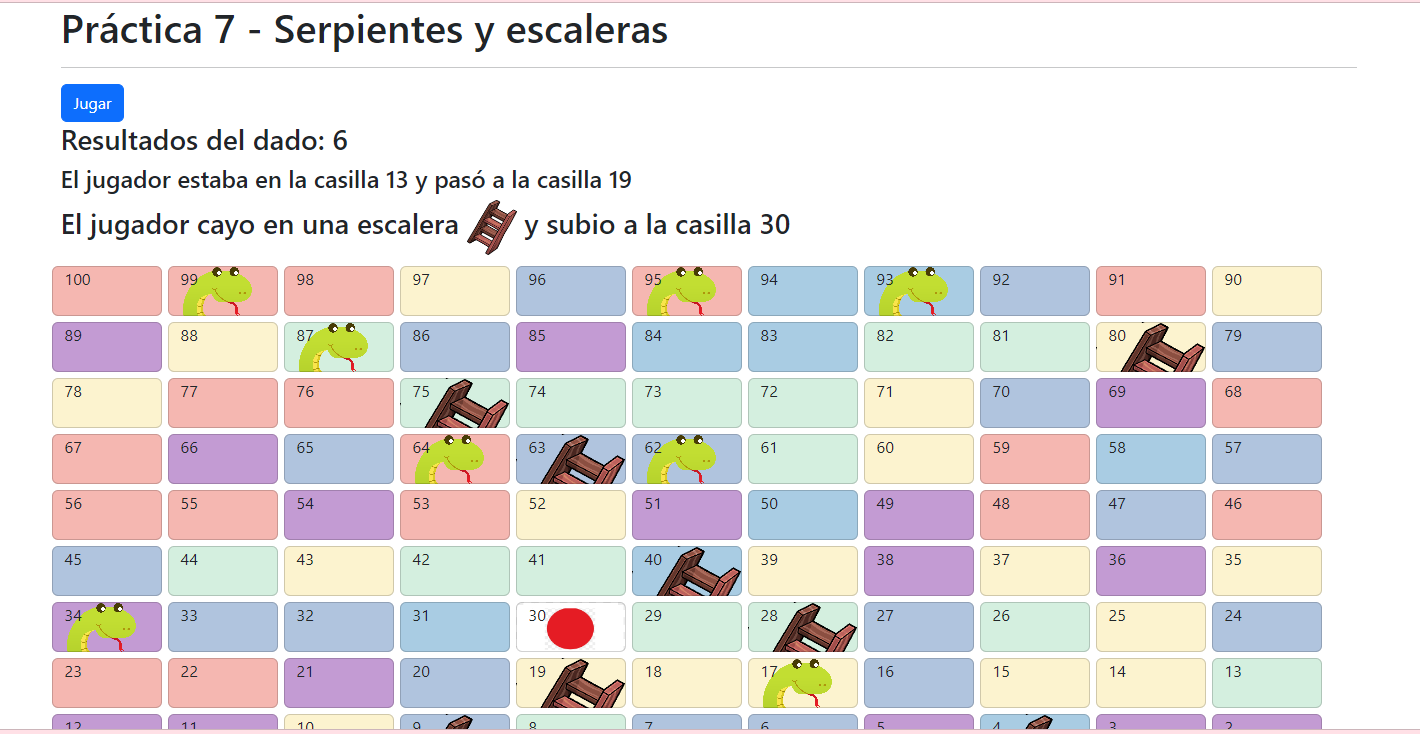 Práctica 7 - Serpientes y escaleras
Jugar
Resultados del dado: 6
El jugador estaba en la casilla 13 y pasó a la casilla 19
El jugador cayo en una escalera y subio a la casilla 30
100 99 98 97 96 95 94 93 92 91 90
89 88 87 86 85 84 83 82 81 80 79
78 77 76 75 74 73 72 71 70 69 68
67 66 65 64 63 62 61 60 59 58 57
56 55 54 53 52 51 50 49 48 47 46
45 44 43 42 41 40 39 38 37 36 35
34 33 32 31 30 29 28 27 26 25 24
23 22 21 20 19 18 17 16 15 14 13
12 11 10 9 8 7 6 5 4 3 2